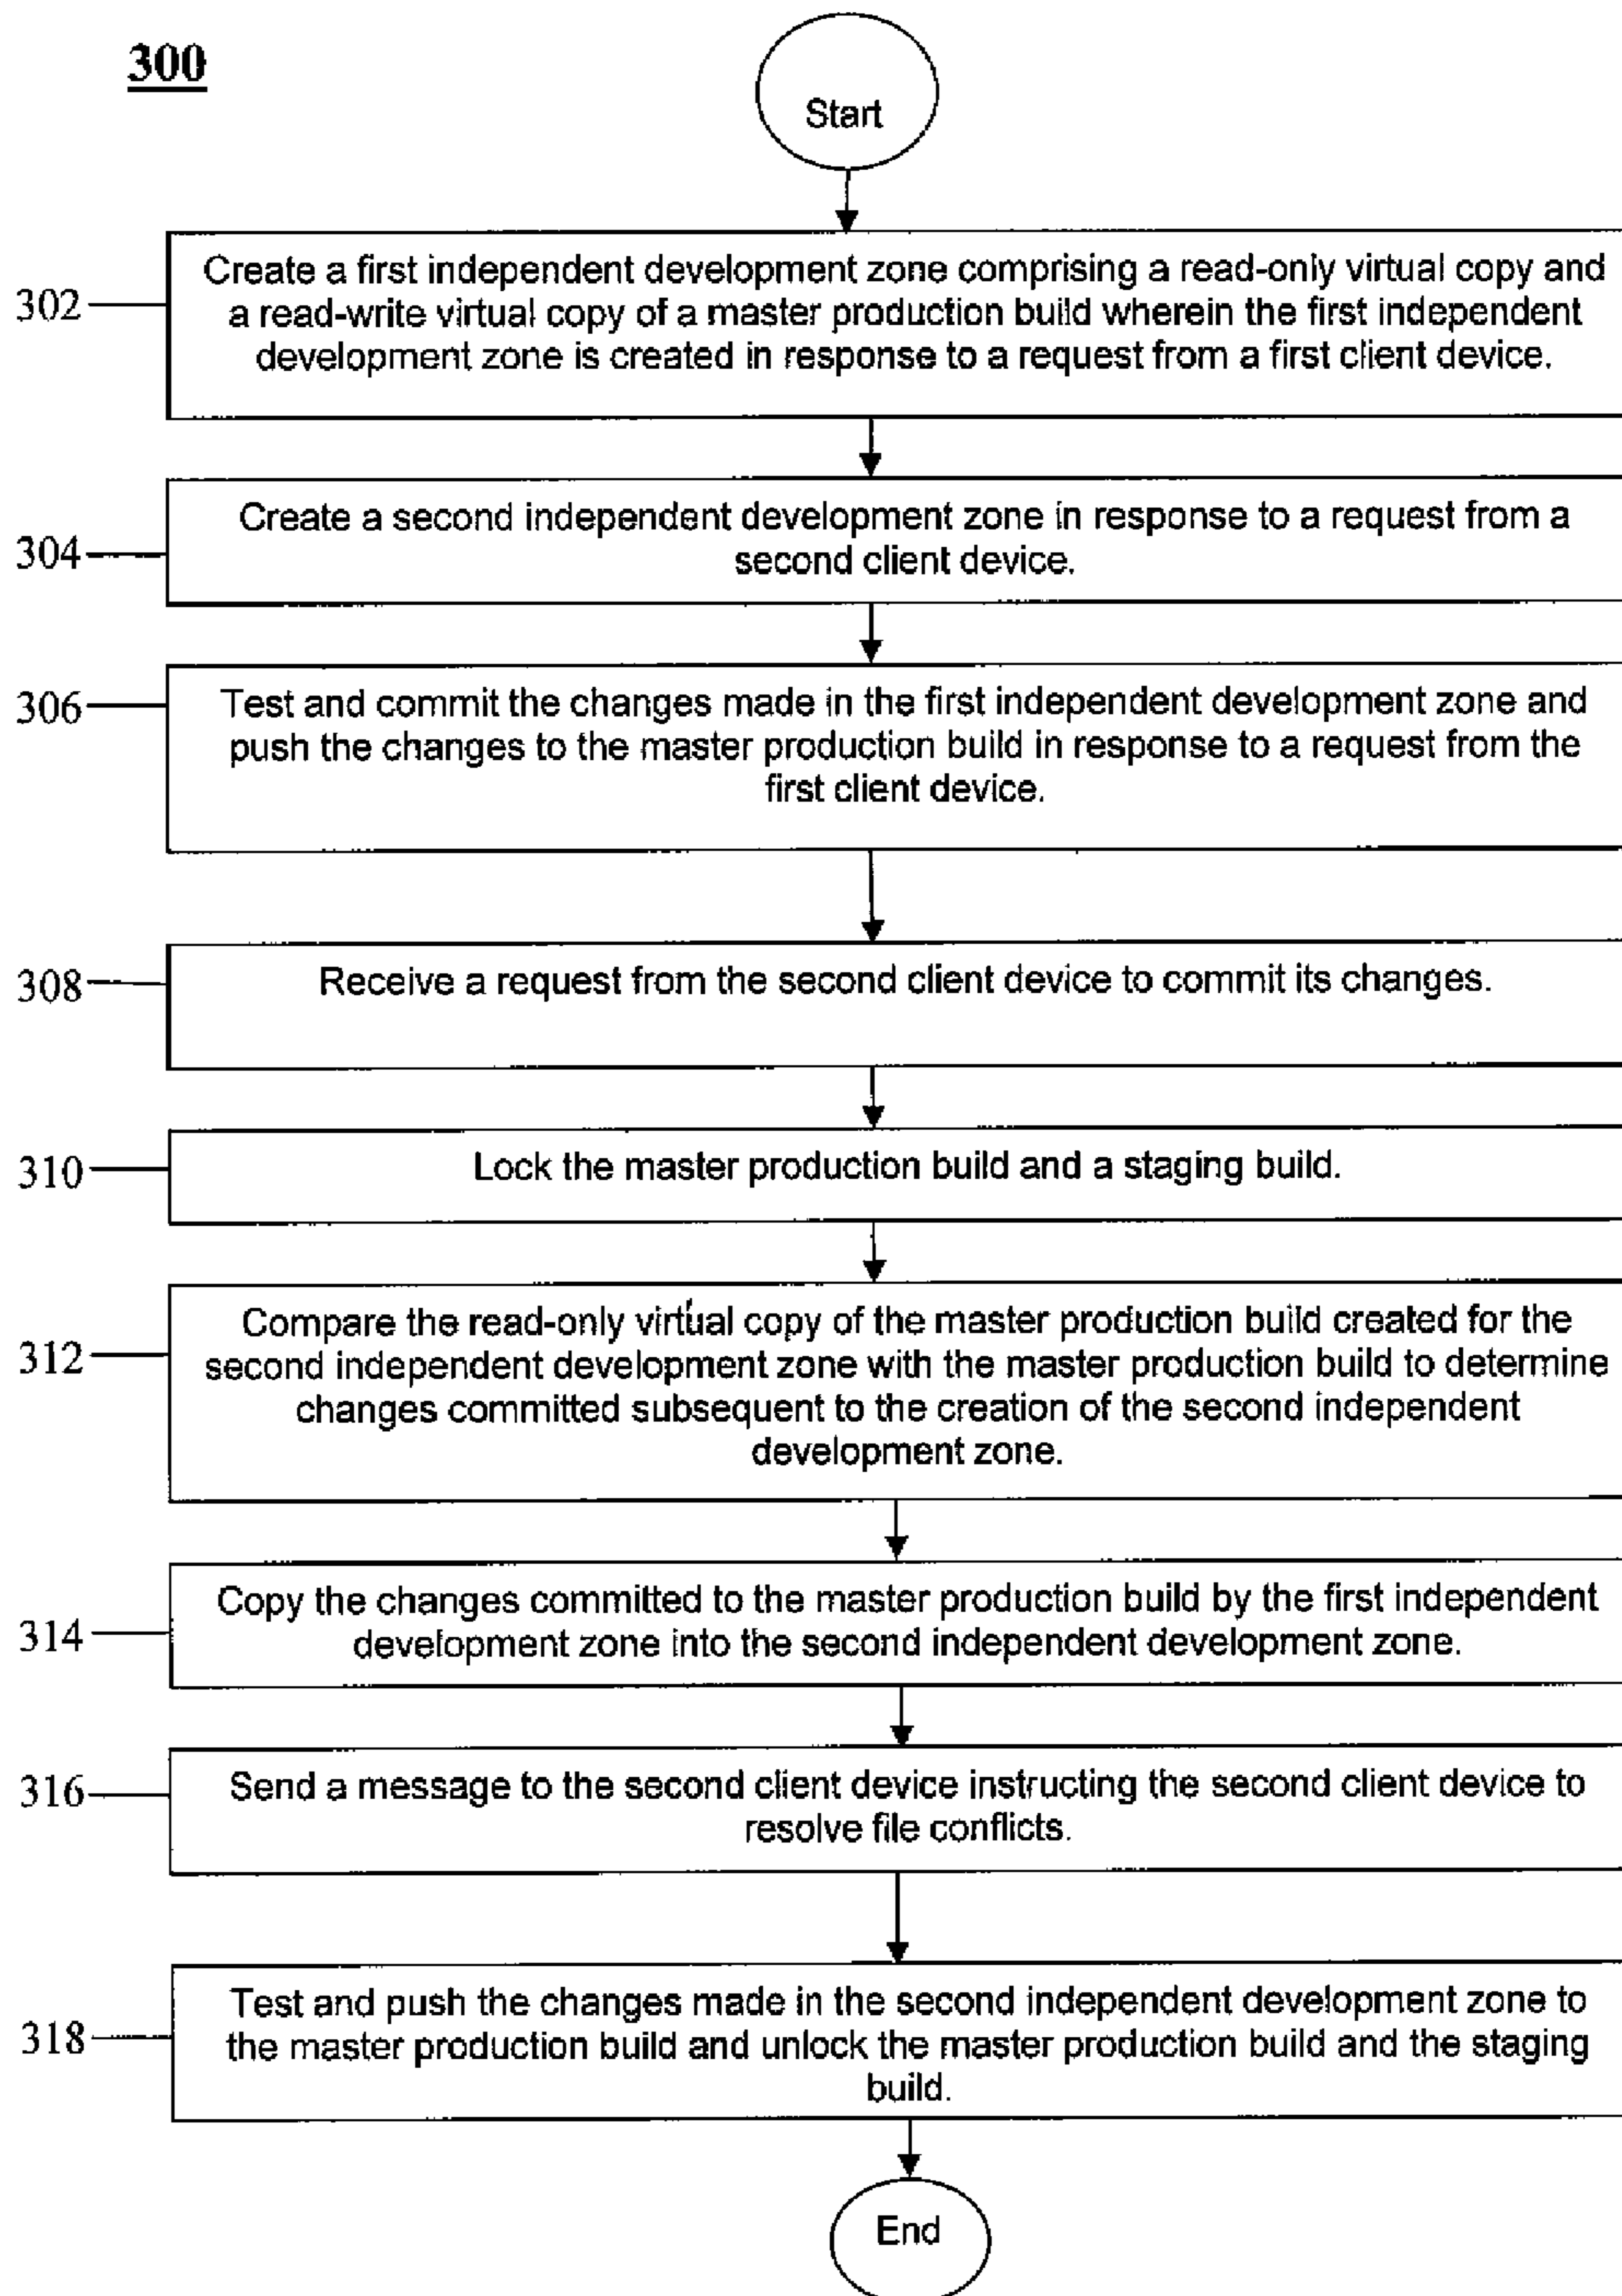 300
Start
302
Create a first independent development zone comprising a read-only virtual copy and
a read-write virtual copy of a master production build wherein the first independent
development zone is created in response to a request from a first client device.
304
Create a second independent development zone in response to a request from a
second client device.
306
Test and commit the changes made in the first independent development zone and
push the changes to the master production build in response to a request from the
first client device.
308
Receive a request from the second client device to commit its changes.
310
Lock the master production build and a staging build.
312
Compare the read-only virtual copy of the master production build created for the
second independent development zone with the master production build to determine
changes committed subsequent to the creation of the second independent
development zone.
314
Copy the changes committed to the master production build by the first independent
development zone into the second independent development zone.
316
Send a message to the second client device instructing the second client device to
resolve file conflicts.
318
Test and push the changes made in the second independent development zone to
the master production build and unlock the master production build and the staging
build.
End